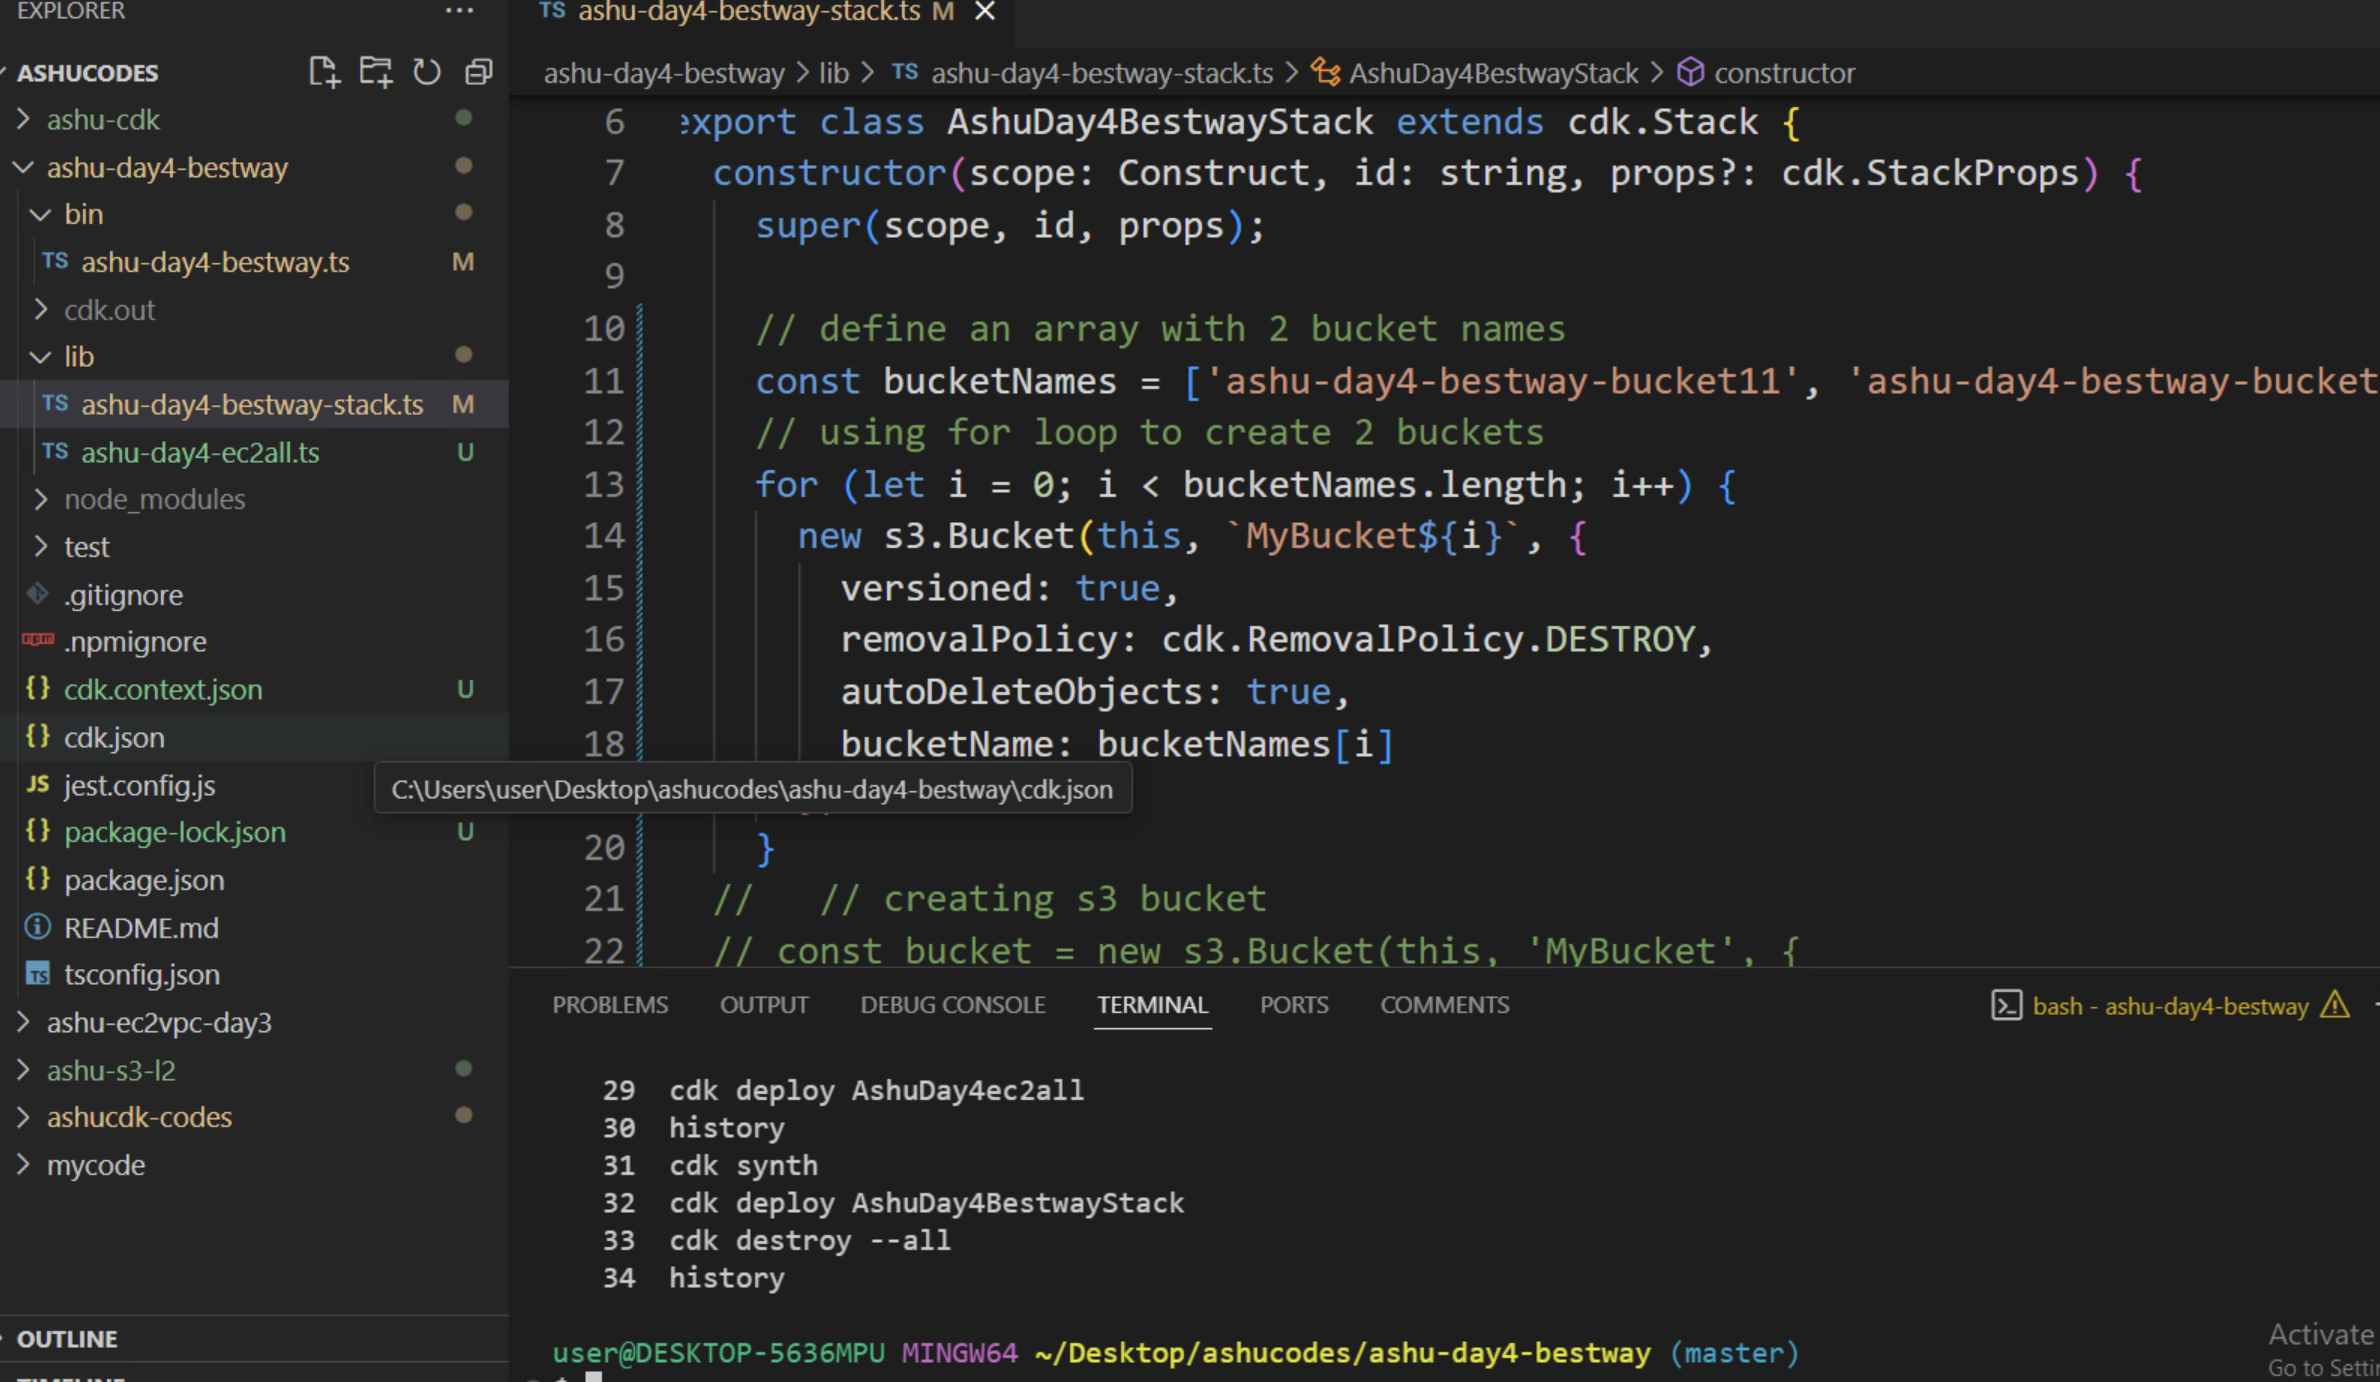 EXPLORER
ASHUCODES
ashu-cdk
ashu-day4-bestway
bin
TS ashu-day4-bestway.ts M
cdk.out
lib
TS ashu-day4-bestway-stack.ts M
TS ashu-day4-ec2all.ts U
node_modules
test
.gitignore
.npmignore
{} cdk.context.json U
{} cdk.json
JS jest.config.js
{} package-lock.json U
{} package.json
README.md
TS tsconfig.json
ashu-ec2vpc-day3
ashu-s3-l2
ashucdk-codes
mycode
OUTLINE
TS ashu-day4-bestway-stack.ts M
ashu-day4-bestway > lib > TS ashu-day4-bestway-stack.ts > AshuDay4BestwayStack > constructor
6 export class AshuDay4BestwayStack extends cdk.Stack {
7 constructor(scope: Construct, id: string, props?: cdk.StackProps) {
8 super(scope, id, props);
9
10 // define an array with 2 bucket names
11 const bucketNames = ['ashu-day4-bestway-bucket11', 'ashu-day4-bestway-bucket
12 // using for loop to create 2 buckets
13 for (let i = 0; i < bucketNames.length; i++) {
14 new s3.Bucket(this, `MyBucket${i}`, {
15 versioned: true,
16 removalPolicy: cdk.RemovalPolicy.DESTROY,
17 autoDeleteObjects: true,
18 bucketName: bucketNames[i]
C:\Users\user\Desktop\ashucodes\ashu-day4-bestway\cdk.json
20 }
21 // // creating s3 bucket
22 // const bucket = new s3.Bucket(this, 'MyBucket', {
PROBLEMS OUTPUT DEBUG CONSOLE TERMINAL PORTS COMMENTS
bash - ashu-day4-bestway
29 cdk deploy AshuDay4ec2all
30 history
31 cdk synth
32 cdk deploy AshuDay4BestwayStack
33 cdk destroy --all
34 history
user@DESKTOP-5636MPU MINGW64 ~/Desktop/ashucodes/ashu-day4-bestway (master)
Activate
Go to